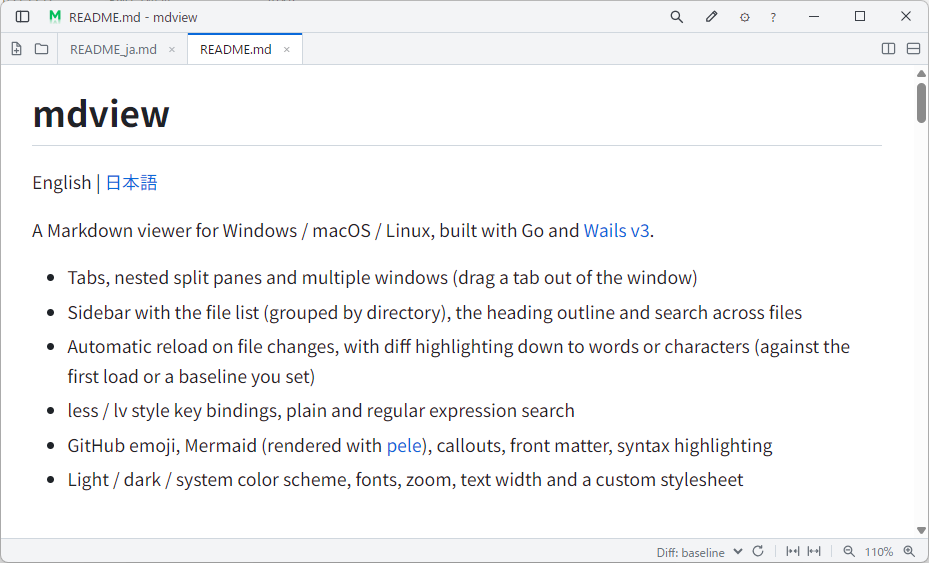 README.md - mdview
?
README_ja.md ×
README.md ×
mdview
English | 日本語
A Markdown viewer for Windows / macOS / Linux, built with Go and Wails v3.
• Tabs, nested split panes and multiple windows (drag a tab out of the window)
• Sidebar with the file list (grouped by directory), the heading outline and search across files
• Automatic reload on file changes, with diff highlighting down to words or characters (against the
first load or a baseline you set)
• less / lv style key bindings, plain and regular expression search
• GitHub emoji, Mermaid (rendered with pele), callouts, front matter, syntax highlighting
• Light / dark / system color scheme, fonts, zoom, text width and a custom stylesheet
Diff: baseline
110%